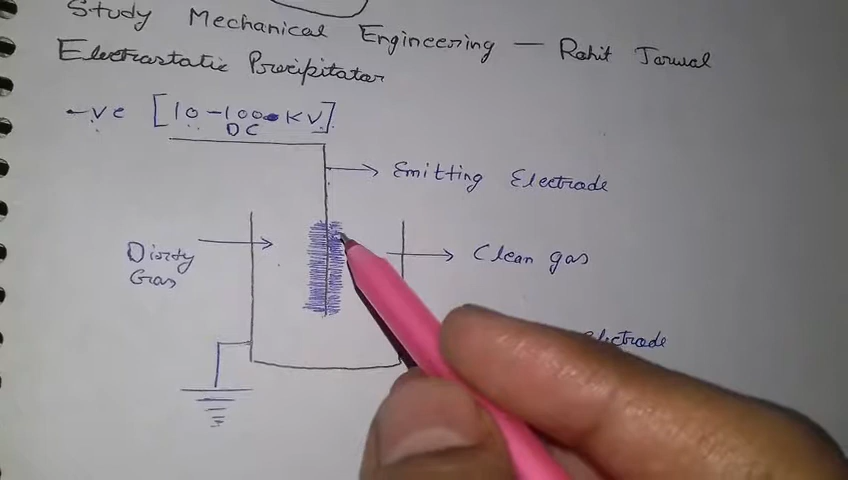 Study Mechanical Engineering — Rohit Jarwal
Electrostatic Precipitator
-ve [10-100 KV]
DC
Emitting Electrode
Dirty
Gas
Clean gas